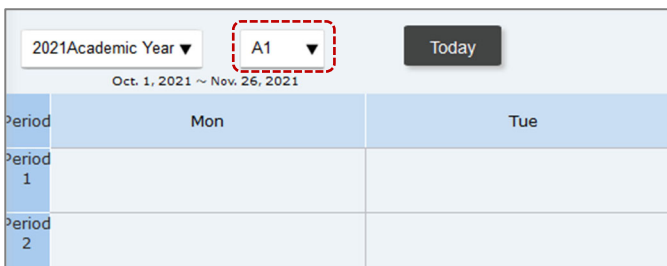 2021Academic Year ▼ A1 ▼ Today
Oct. 1, 2021 ~ Nov. 26, 2021
Period Mon Tue
Period
1
Period
2